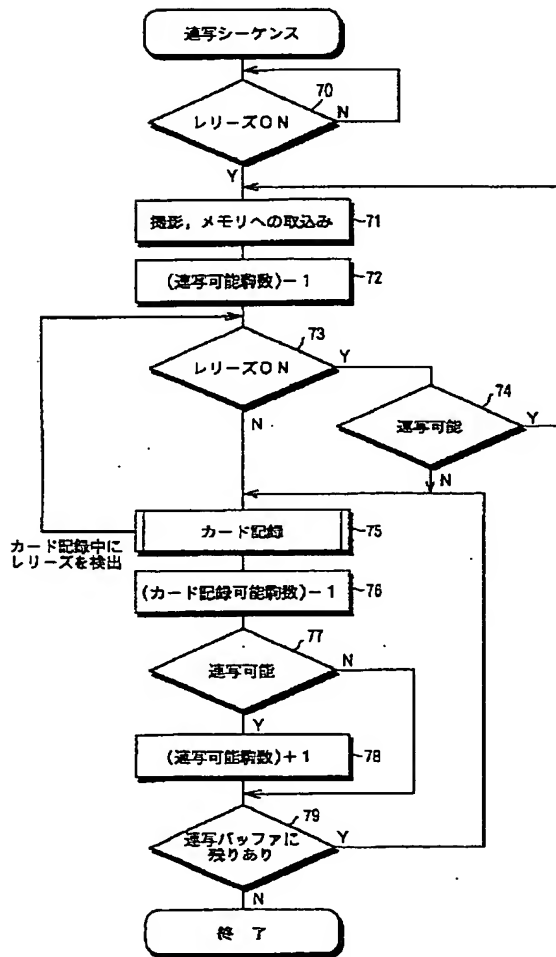 連写シーケンス
70
レリーズON
N
Y
撮影，メモリへの取込み
71
(連写可能駒数)－1
72
73
レリーズON
Y
N
74
連写可能
Y
N
カード記録
75
カード記録中に
レリーズを検出
(カード記録可能駒数)－1
76
77
連写可能
N
Y
(連写可能駒数)＋1
78
79
連写バッファに
残りあり
Y
N
終 了